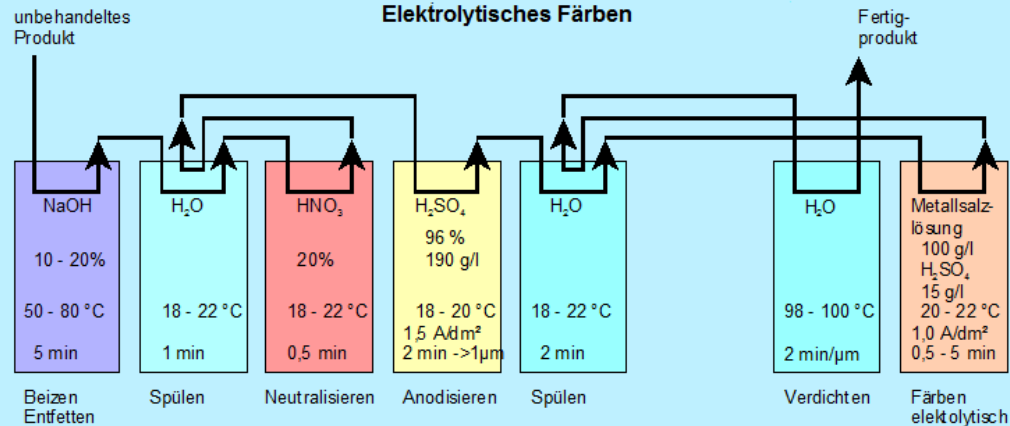 Elektrolytisches Färben
unbehandeltes
Produkt
Fertig-
produkt
NaOH
10 - 20%
50 - 80 °C
5 min
Beizen
Entfetten
H₂O
18 - 22 °C
1 min
Spülen
HNO₃
20%
18 - 22 °C
0,5 min
Neutralisieren
H₂SO₄
96 %
190 g/l
18 - 20 °C
1,5 A/dm²
2 min ->1µm
Anodisieren
H₂O
18 - 22 °C
2 min
Spülen
H₂O
98 - 100 °C
2 min/µm
Verdichten
Metallsalz-
lösung
100 g/l
H₂SO₄
15 g/l
20 - 22 °C
1,0 A/dm²
0,5 - 5 min
Färben
elektolytisch